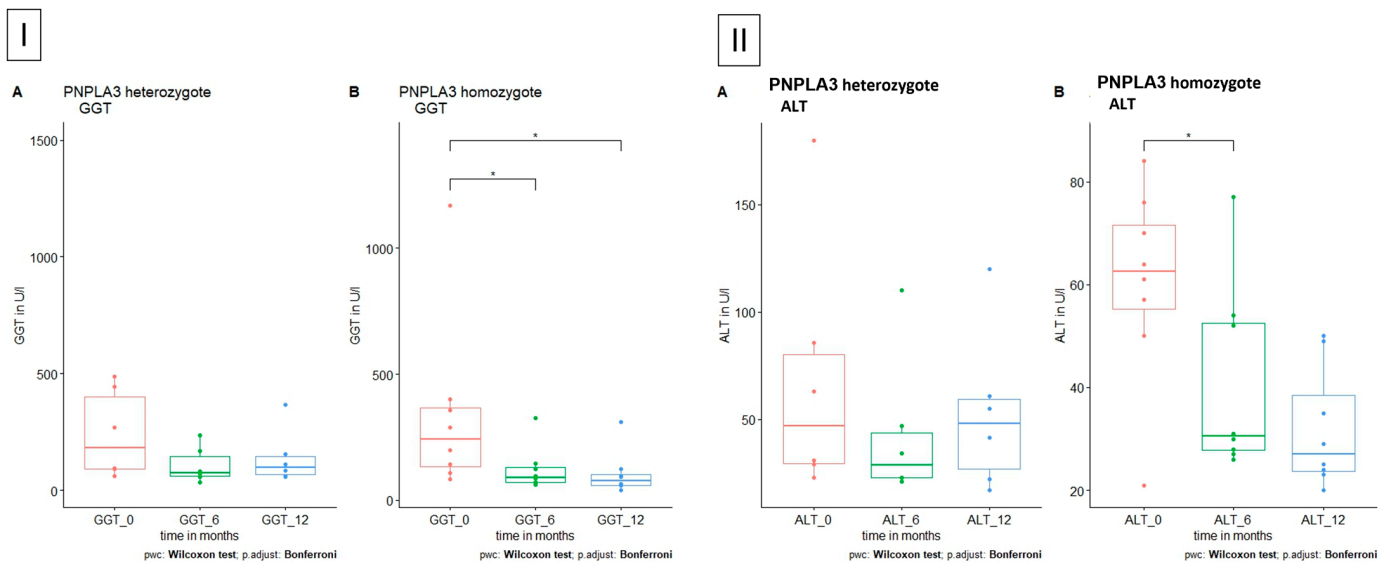 I
A
PNPLA3 heterozygote
GGT
1500
1000
500
0
GGT in U/l
GGT_0
GGT_6
GGT_12
time in months
pwc: Wilcoxon test; p.adjust: Bonferroni
B
PNPLA3 homozygote
GGT
*
*
1000
500
0
GGT in U/l
GGT_0
GGT_6
GGT_12
time in months
pwc: Wilcoxon test; p.adjust: Bonferroni
II
A
PNPLA3 heterozygote
ALT
150
100
50
ALT in U/l
ALT_0
ALT_6
ALT_12
time in months
pwc: Wilcoxon test; p.adjust: Bonferroni
B
PNPLA3 homozygote
ALT
*
80
60
40
20
ALT in U/l
ALT_0
ALT_6
ALT_12
time in months
pwc: Wilcoxon test; p.adjust: Bonferroni